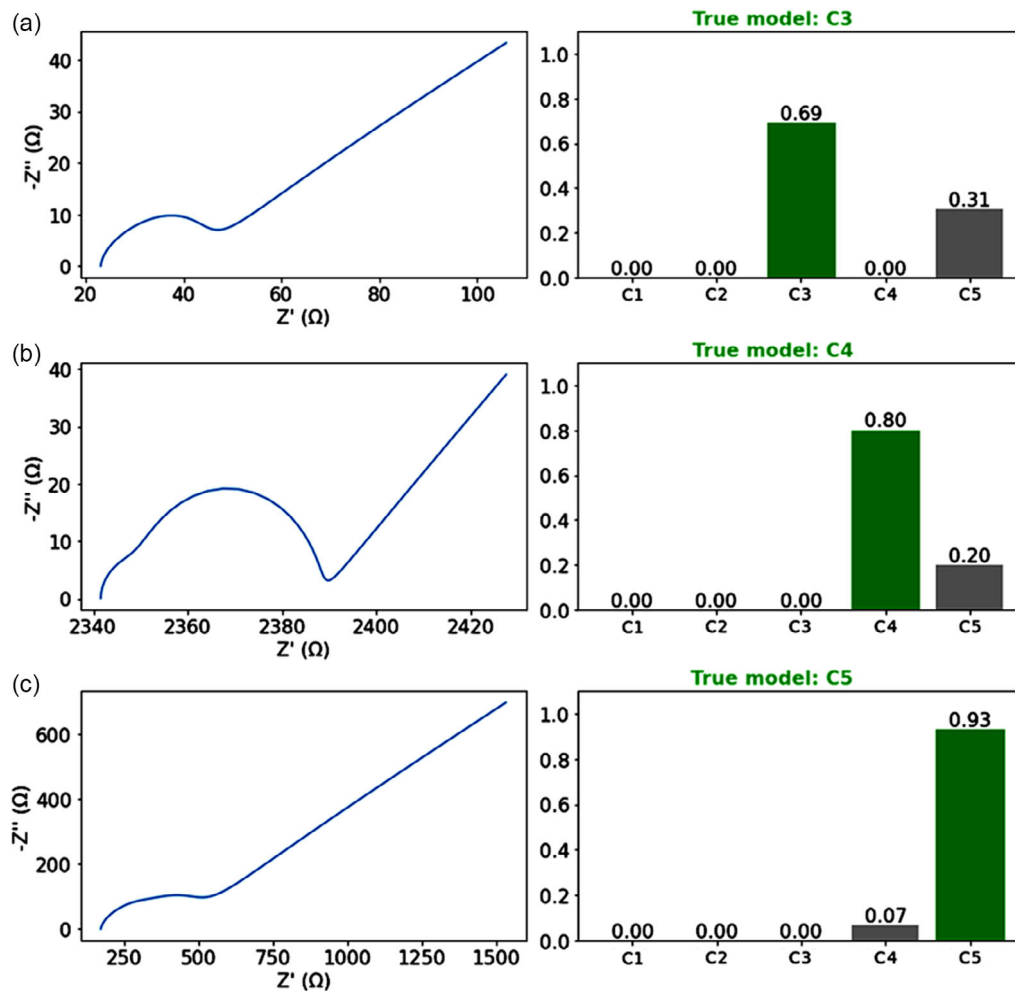 (a)
True model: C3
40
30
20
10
0
-Z'' (Ω)
20 40 60 80 100
Z' (Ω)
1.0
0.8
0.6
0.4
0.2
0.0
0.00 0.00 0.69 0.00 0.31
C1 C2 C3 C4 C5
(b)
True model: C4
40
30
20
10
0
-Z'' (Ω)
2340 2360 2380 2400 2420
Z' (Ω)
1.0
0.8
0.6
0.4
0.2
0.0
0.00 0.00 0.00 0.80 0.20
C1 C2 C3 C4 C5
(c)
True model: C5
600
400
200
0
-Z'' (Ω)
250 500 750 1000 1250 1500
Z' (Ω)
1.0
0.8
0.6
0.4
0.2
0.0
0.00 0.00 0.00 0.07 0.93
C1 C2 C3 C4 C5